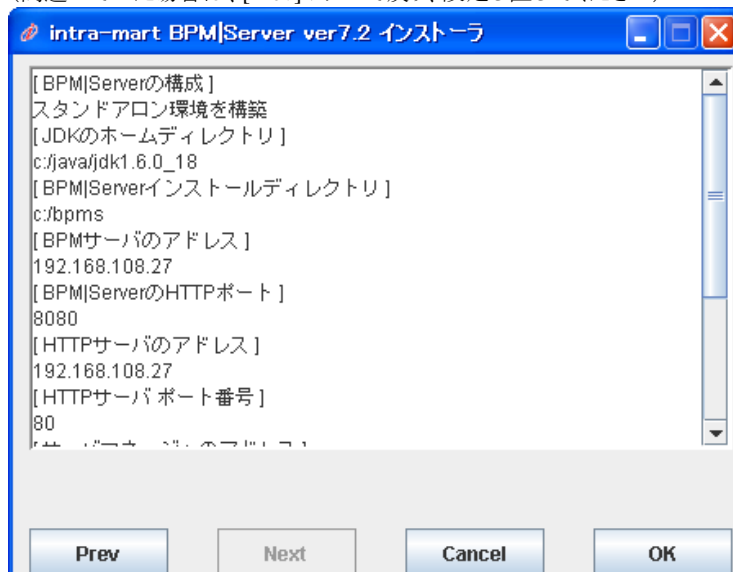 intra-mart BPM|Server ver7.2 インストーラ
[ BPM|Serverの構成 ]
スタンドアロン環境を構築
[ JDKのホームディレクトリ ]
c:/java/jdk1.6.0_18
[ BPM|Serverインストールディレクトリ ]
c:/bpms
[ BPMサーバのアドレス ]
192.168.108.27
[ BPM|ServerのHTTPポート ]
8080
[ HTTPサーバのアドレス ]
192.168.108.27
[ HTTPサーバ ポート番号 ]
80
Prev Next Cancel OK